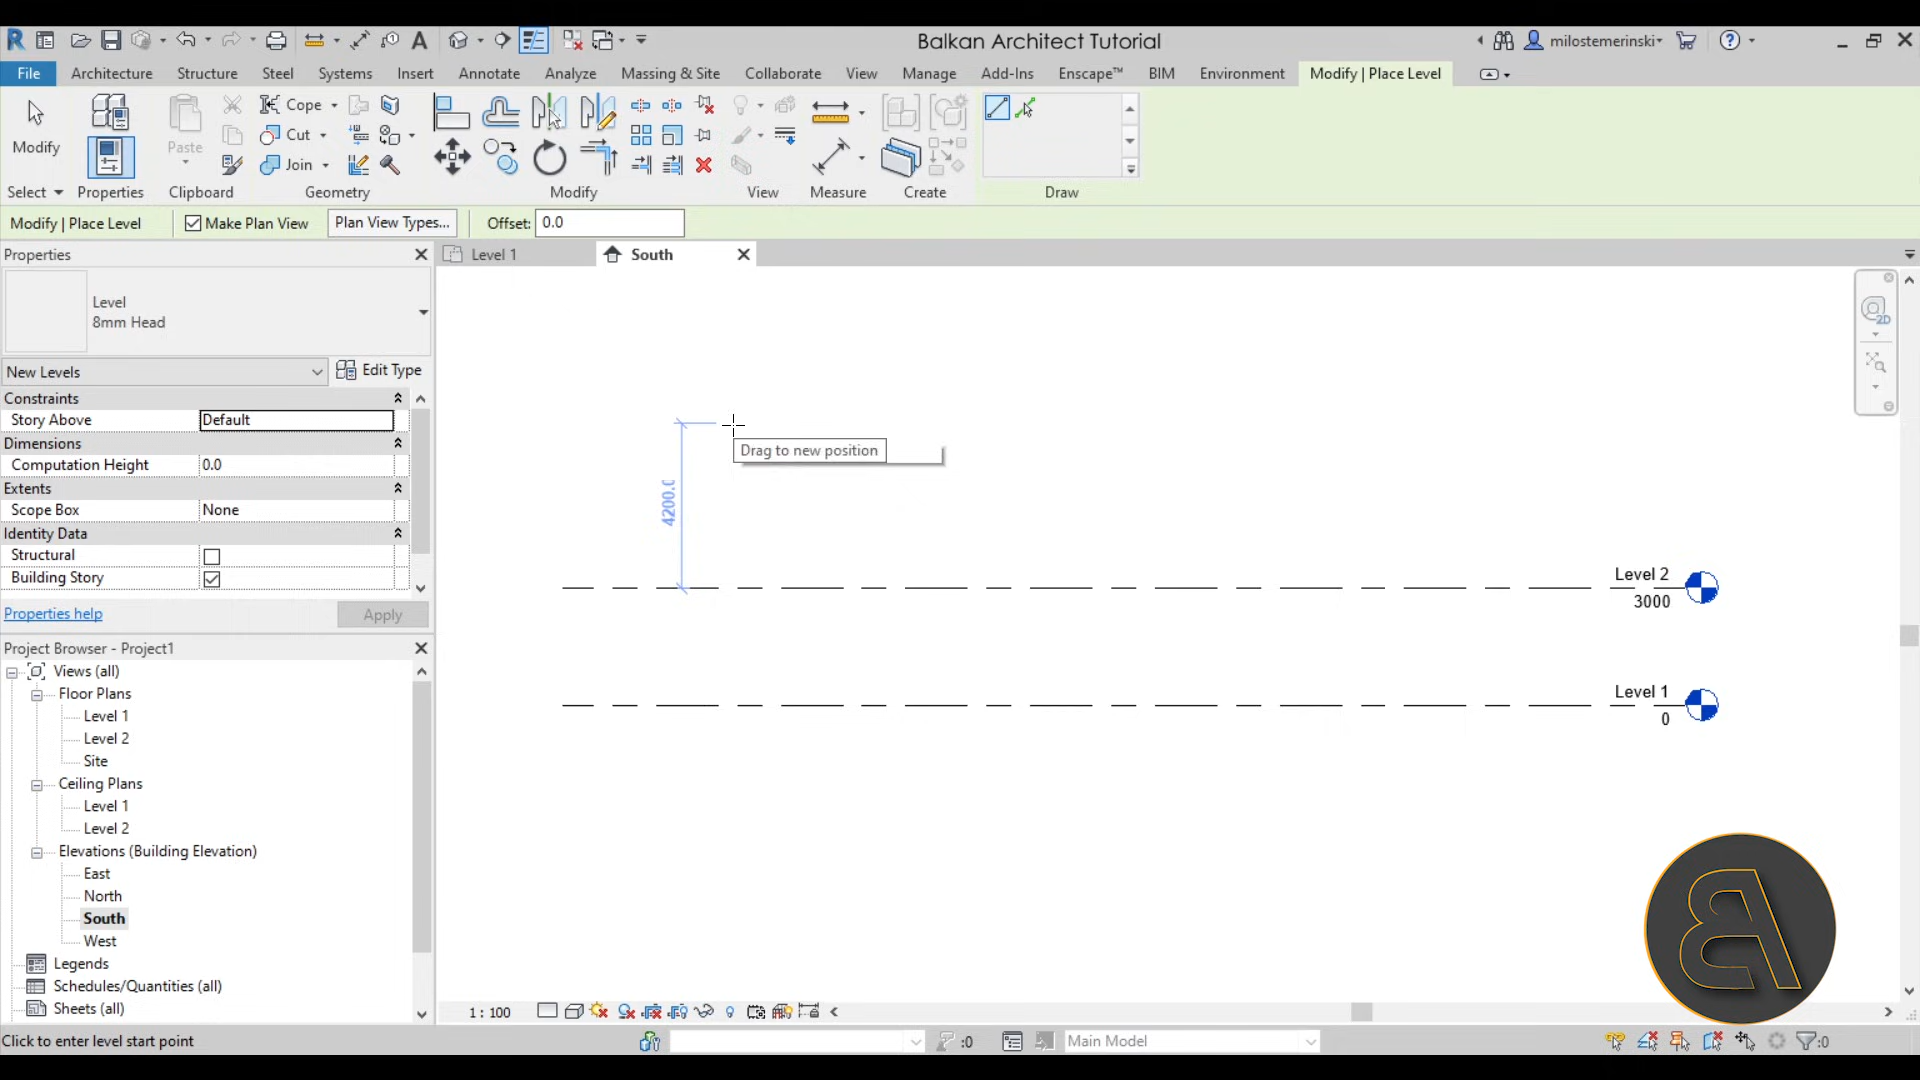 Balkan Architect Tutorial
milostemerinski
File Architecture Structure Steel Systems Insert Annotate Analyze Massing & Site Collaborate View Manage Add-Ins Enscape™ BIM Environment Modify | Place Level
Modify
Paste
Cope
Cut
Join
Select Properties Clipboard Geometry Modify View Measure Create Draw
Modify | Place Level Make Plan View Plan View Types... Offset: 0.0
Properties
Level 1
South
Level
8mm Head
New Levels Edit Type
Constraints
Story Above Default
Dimensions
Computation Height 0.0
Extents
Scope Box None
Identity Data
Structural
Building Story
Properties help Apply
Project Browser - Project1
Views (all)
Floor Plans
Level 1
Level 2
Site
Ceiling Plans
Level 1
Level 2
Elevations (Building Elevation)
East
North
South
West
Legends
Schedules/Quantities (all)
Sheets (all)
2D
Drag to new position
4200.0
Level 2
3000
Level 1
0
1 : 100
Click to enter level start point
:0
Main Model
:0